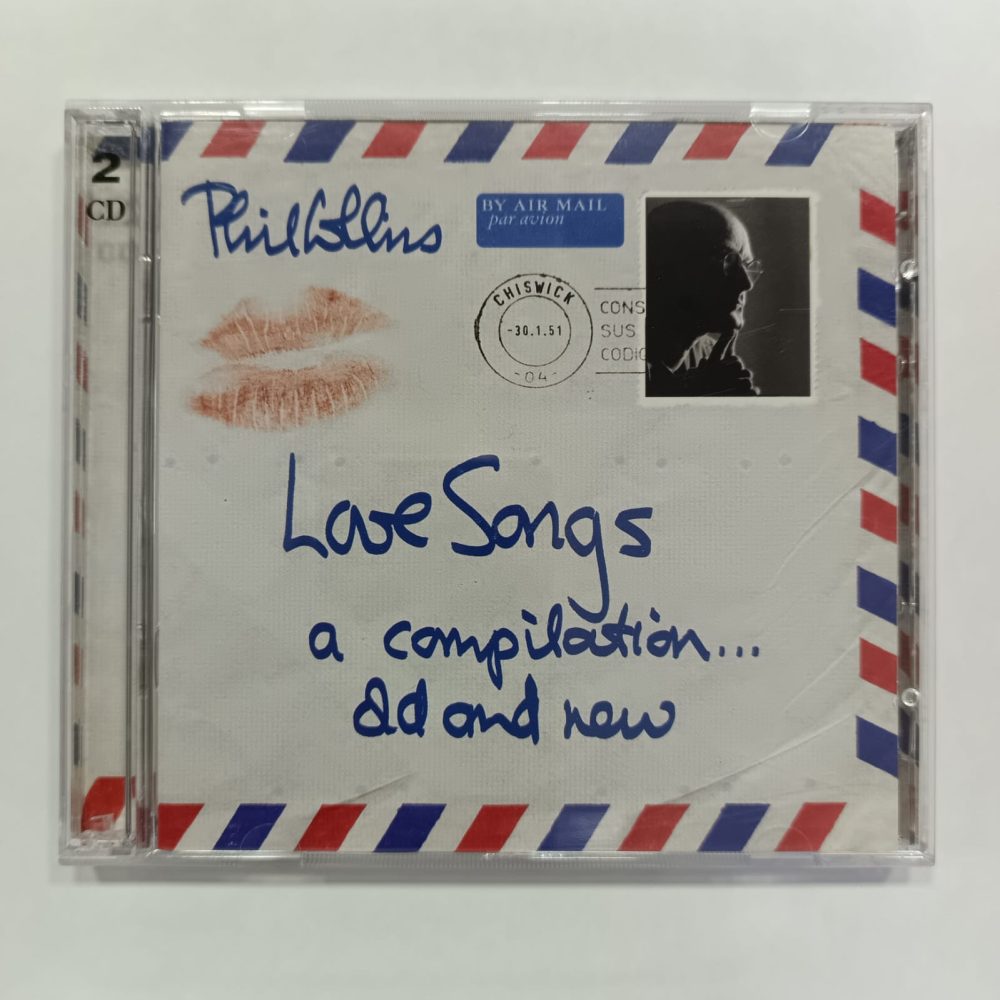 2
CD
Phil Collins
BY AIR MAIL
par avion
CHISWICK
-30.1.51
-04-
CONS
SUS
CODIC
Love Songs
a compilation...
old and new